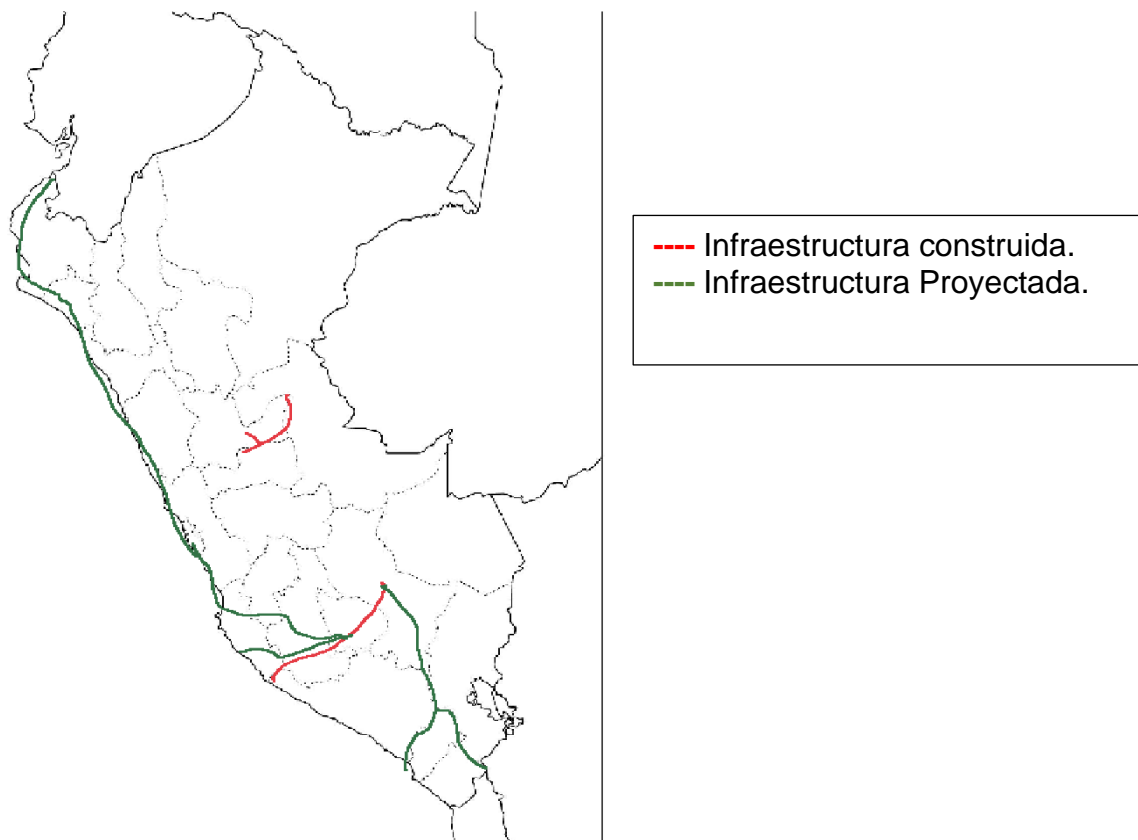 ---- Infraestructura construida.
---- Infraestructura Proyectada.